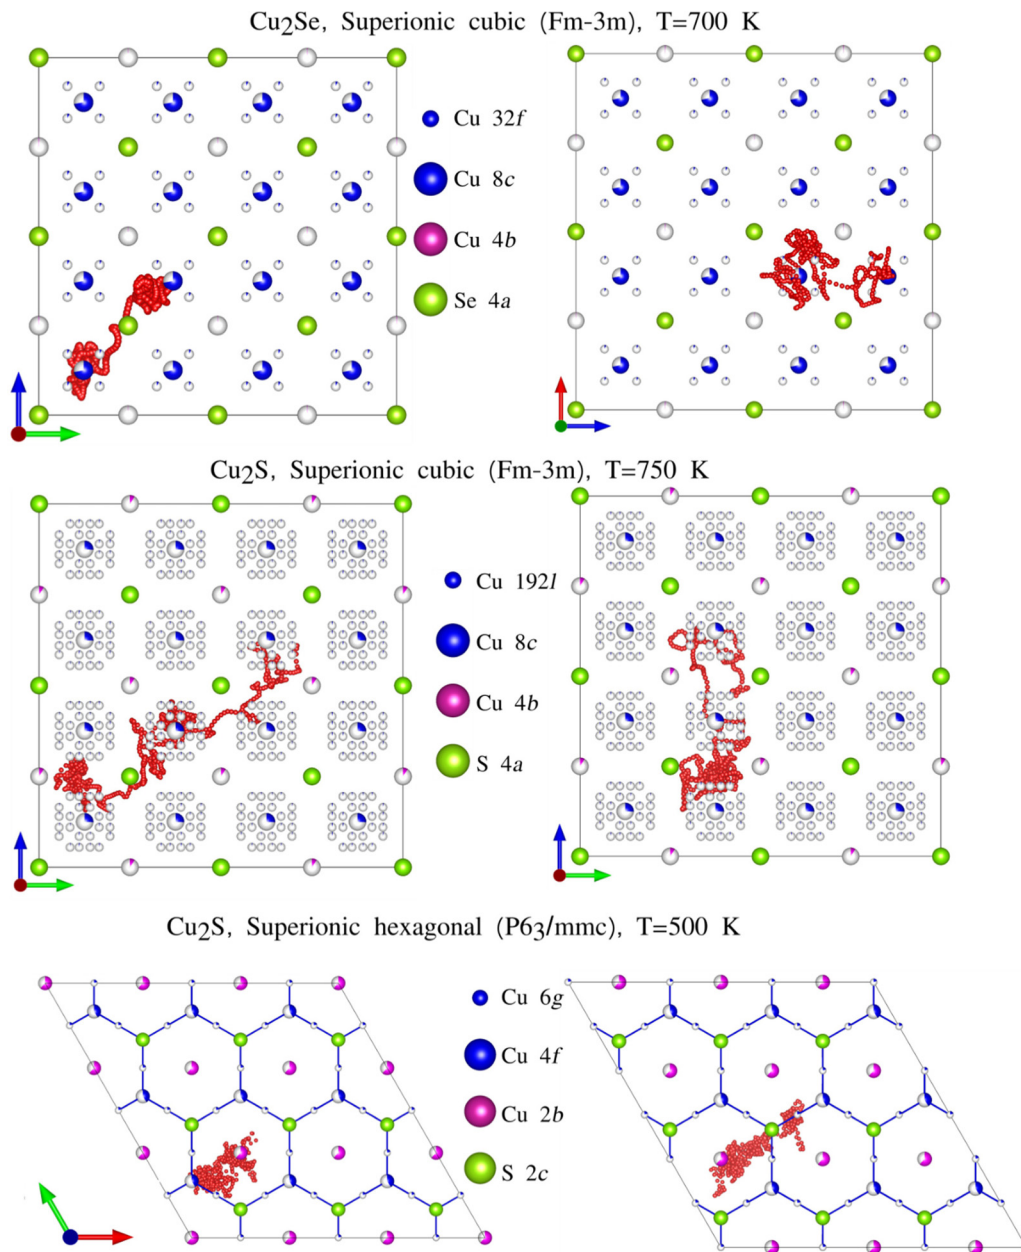 Cu2Se, Superionic cubic (Fm-3m), T=700 K
Cu 32f
Cu 8c
Cu 4b
Se 4a
Cu2S, Superionic cubic (Fm-3m), T=750 K
Cu 192l
Cu 8c
Cu 4b
S 4a
Cu2S, Superionic hexagonal (P63/mmc), T=500 K
Cu 6g
Cu 4f
Cu 2b
S 2c